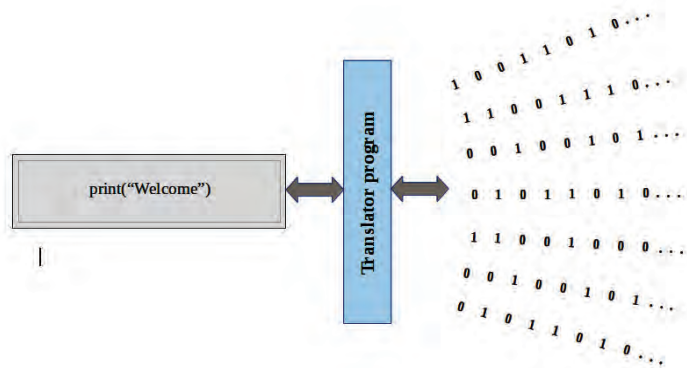 print(“Welcome”)
Translator program
1 0 0 1 1 0 1 0...
1 1 0 0 1 1 1 0...
0 0 1 0 0 1 0 1...
0 1 0 1 1 0 1 0...
1 1 0 0 1 0 0 0...
0 0 1 0 0 1 0 1...
0 1 0 1 1 0 1 0...